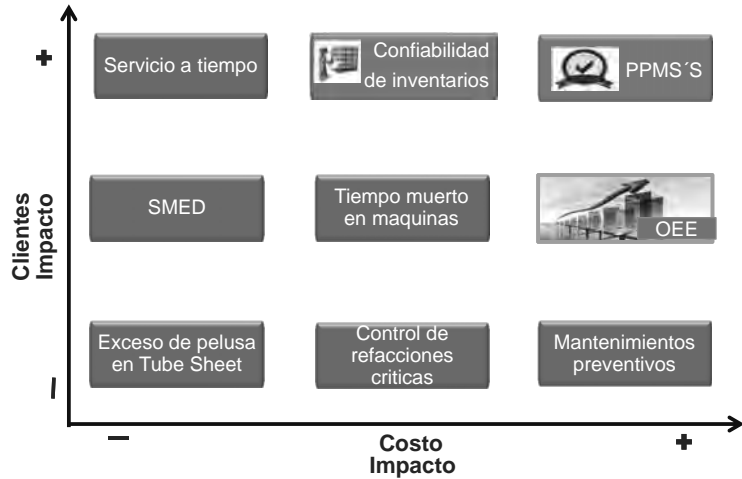 +
Servicio a tiempo
Confiabilidad
de inventarios
PPMS´S
SMED
Tiempo muerto
en maquinas
OEE
Clientes
Impacto
Exceso de pelusa
en Tube Sheet
Control de
refacciones
criticas
Mantenimientos
preventivos
–
–
+
Costo
Impacto